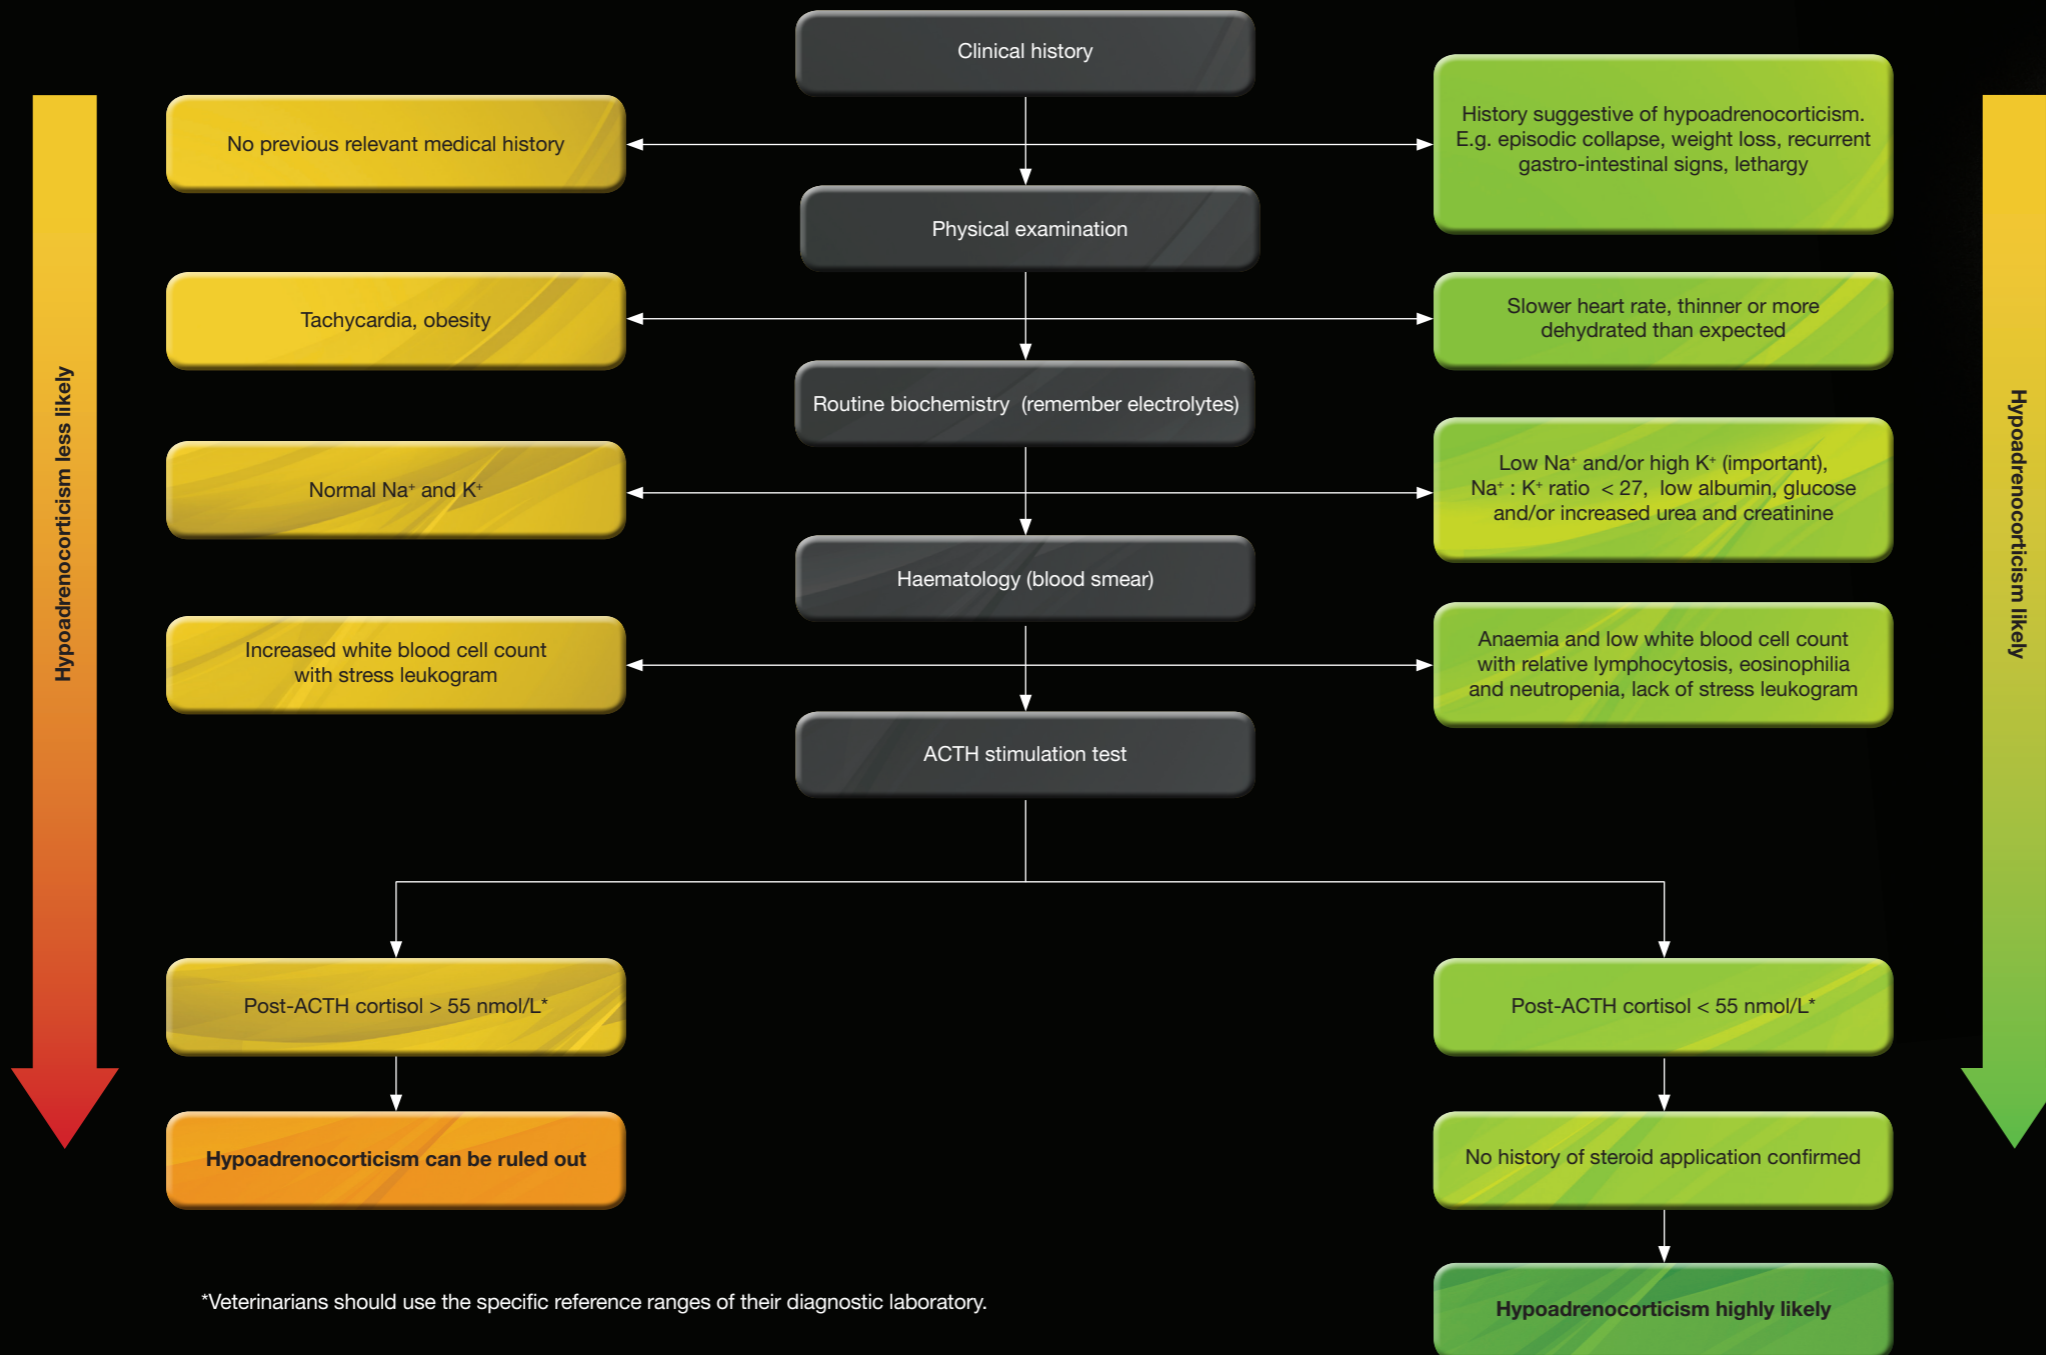 Clinical history
No previous relevant medical history
History suggestive of hypoadrenocorticism.
E.g. episodic collapse, weight loss, recurrent
gastro-intestinal signs, lethargy
Physical examination
Tachycardia, obesity
Slower heart rate, thinner or more
dehydrated than expected
Routine biochemistry (remember electrolytes)
Normal Na⁺ and K⁺
Low Na⁺ and/or high K⁺ (important),
Na⁺ : K⁺ ratio < 27, low albumin, glucose
and/or increased urea and creatinine
Haematology (blood smear)
Increased white blood cell count
with stress leukogram
Anaemia and low white blood cell count
with relative lymphocytosis, eosinophilia
and neutropenia, lack of stress leukogram
ACTH stimulation test
Post-ACTH cortisol > 55 nmol/L*
Post-ACTH cortisol < 55 nmol/L*
Hypoadrenocorticism can be ruled out
No history of steroid application confirmed
Hypoadrenocorticism highly likely
*Veterinarians should use the specific reference ranges of their diagnostic laboratory.
Hypoadrenocorticism less likely
Hypoadrenocorticism likely